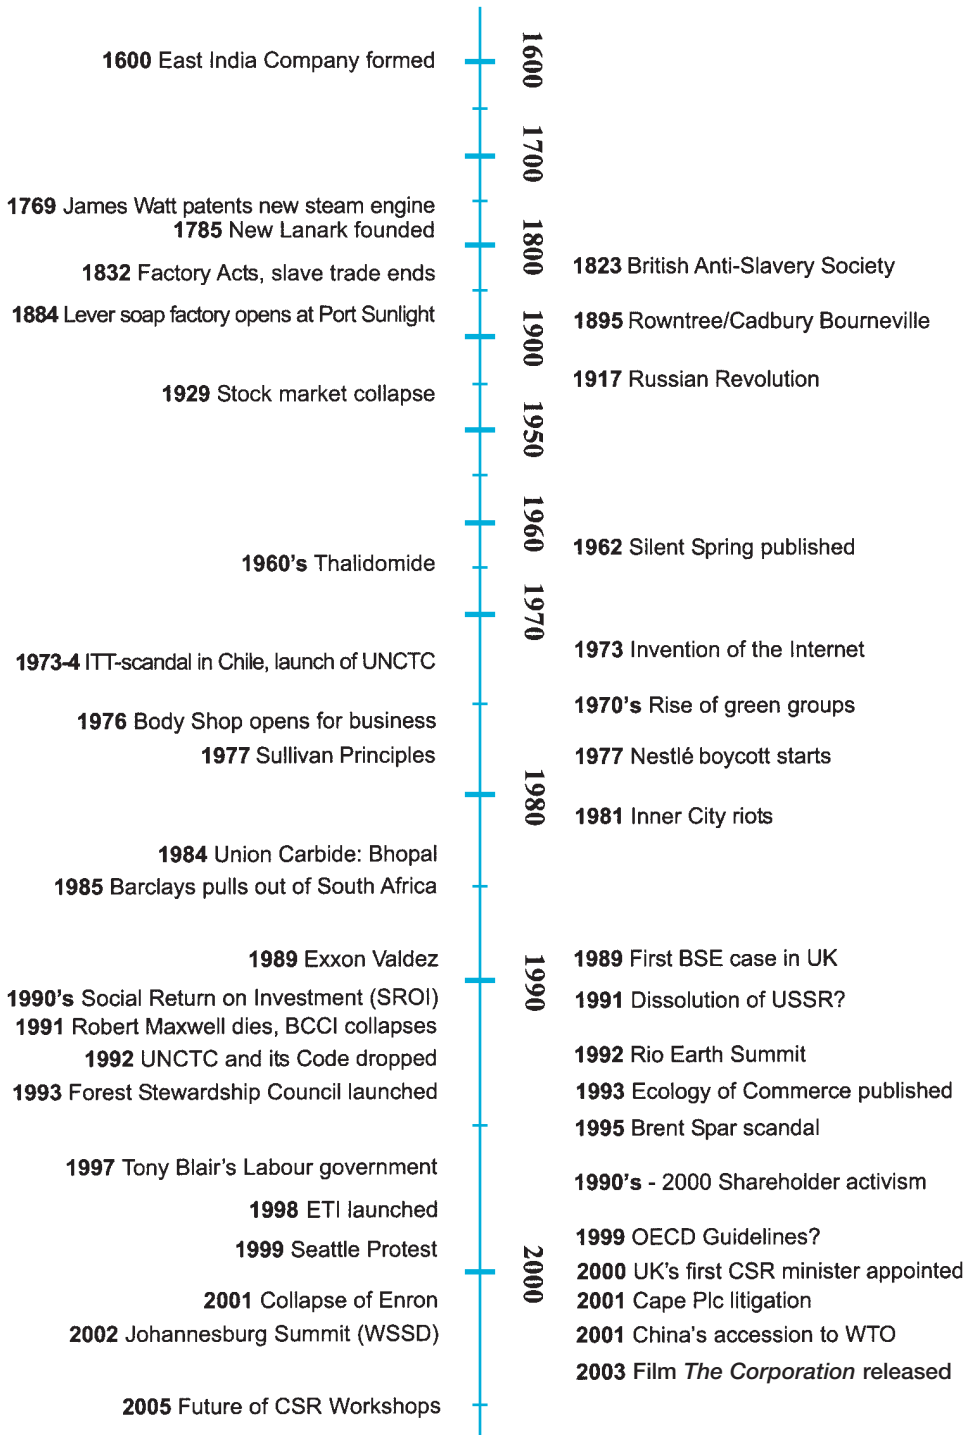 1600 East India Company formed
1600
1700
1769 James Watt patents new steam engine
1785 New Lanark founded
1800
1823 British Anti-Slavery Society
1832 Factory Acts, slave trade ends
1884 Lever soap factory opens at Port Sunlight
1895 Rowntree/Cadbury Bourneville
1900
1917 Russian Revolution
1929 Stock market collapse
1950
1960
1962 Silent Spring published
1960's Thalidomide
1970
1973 Invention of the Internet
1973-4 ITT-scandal in Chile, launch of UNCTC
1970's Rise of green groups
1976 Body Shop opens for business
1977 Sullivan Principles
1977 Nestlé boycott starts
1980
1981 Inner City riots
1984 Union Carbide: Bhopal
1985 Barclays pulls out of South Africa
1989 Exxon Valdez
1989 First BSE case in UK
1990
1990's Social Return on Investment (SROI)
1991 Dissolution of USSR?
1991 Robert Maxwell dies, BCCI collapses
1992 UNCTC and its Code dropped
1992 Rio Earth Summit
1993 Forest Stewardship Council launched
1993 Ecology of Commerce published
1995 Brent Spar scandal
1997 Tony Blair's Labour government
1990's - 2000 Shareholder activism
1998 ETI launched
1999 Seattle Protest
1999 OECD Guidelines?
2000
2000 UK's first CSR minister appointed
2001 Collapse of Enron
2001 Cape Plc litigation
2002 Johannesburg Summit (WSSD)
2001 China's accession to WTO
2003 Film The Corporation released
2005 Future of CSR Workshops